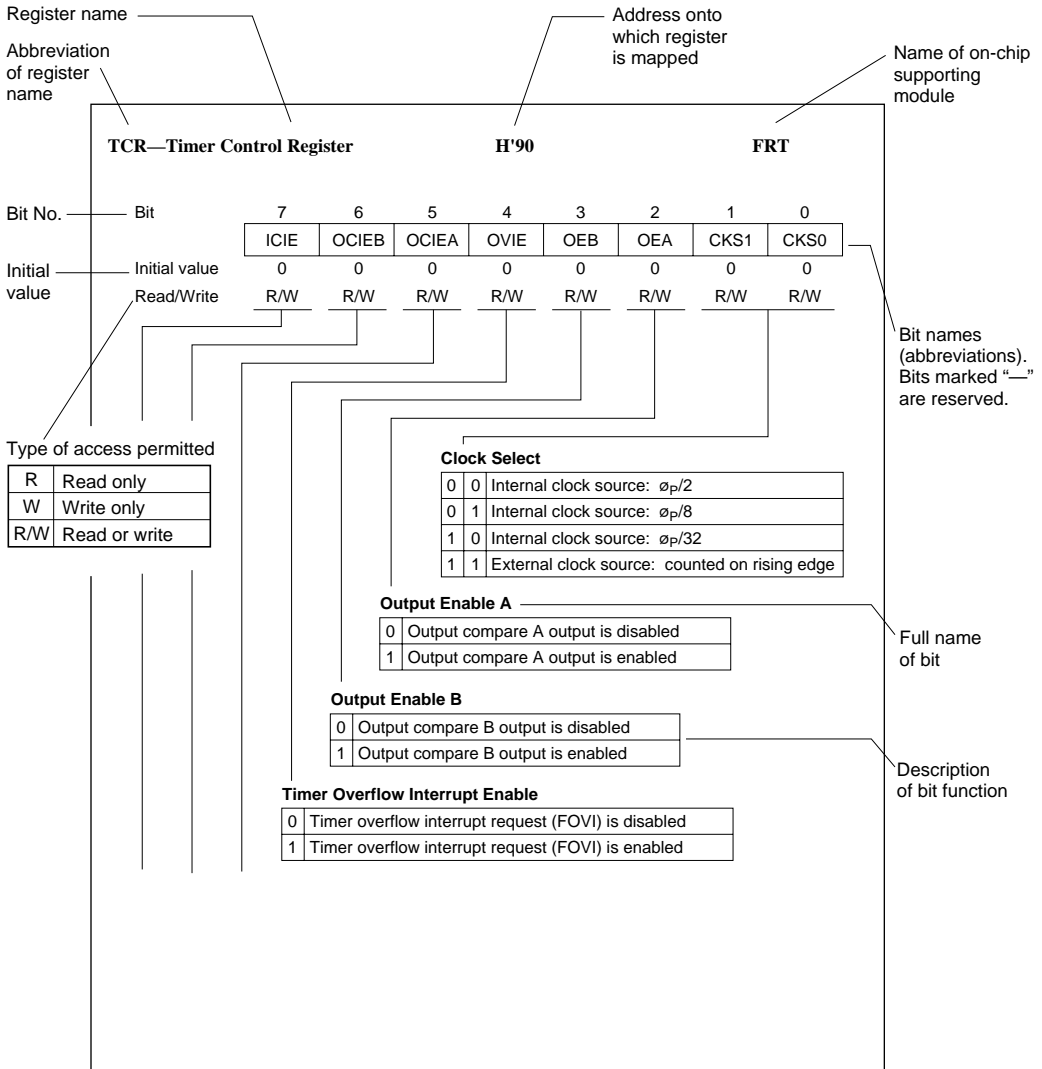 Register name
Address onto
which register
is mapped
Abbreviation
of register
name
Name of on-chip
supporting
module
TCR—Timer Control Register H'90 FRT
Bit No. Bit 7 6 5 4 3 2 1 0
ICIE OCIEB OCIEA OVIE OEB OEA CKS1 CKS0
Initial
value
Initial value 0 0 0 0 0 0 0 0
Read/Write R/W R/W R/W R/W R/W R/W R/W R/W
Bit names
(abbreviations).
Bits marked “—”
are reserved.
Type of access permitted
R Read only
W Write only
R/W Read or write
Clock Select
0 0 Internal clock source: øP/2
0 1 Internal clock source: øP/8
1 0 Internal clock source: øP/32
1 1 External clock source: counted on rising edge
Output Enable A
0 Output compare A output is disabled
1 Output compare A output is enabled
Full name
of bit
Output Enable B
0 Output compare B output is disabled
1 Output compare B output is enabled
Description
of bit function
Timer Overflow Interrupt Enable
0 Timer overflow interrupt request (FOVI) is disabled
1 Timer overflow interrupt request (FOVI) is enabled